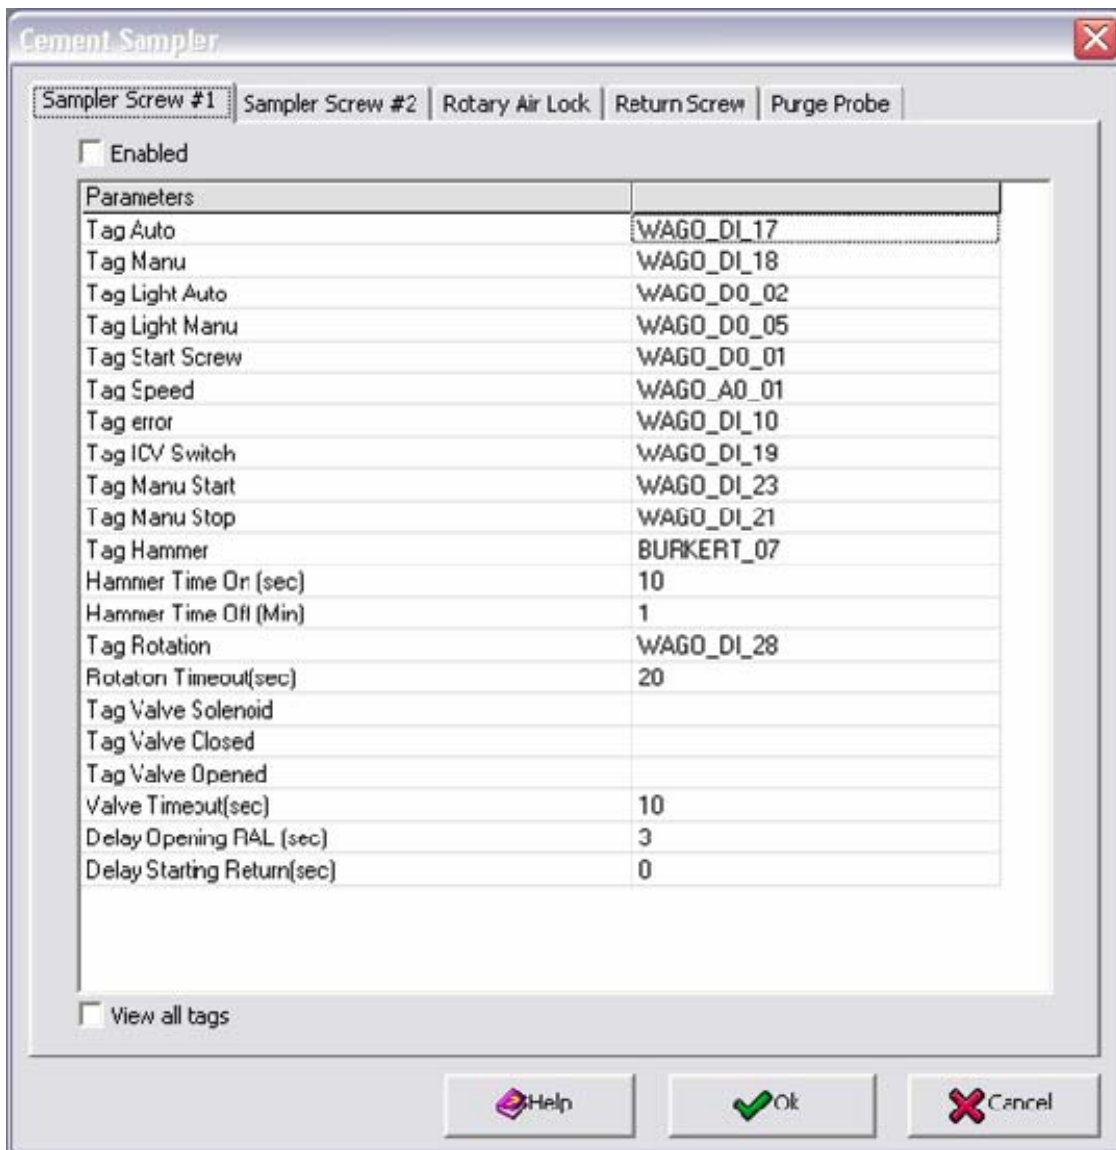 Cement Sampler
Sampler Screw #1 Sampler Screw #2 Rotary Air Lock Return Screw Purge Probe
Enabled
Parameters
Tag Auto WAGO_DI_17
Tag Manu WAGO_DI_18
Tag Light Auto WAGO_DO_02
Tag Light Manu WAGO_DO_05
Tag Start Screw WAGO_DO_01
Tag Speed WAGO_AO_01
Tag error WAGO_DI_10
Tag ICV Switch WAGO_DI_19
Tag Manu Start WAGO_DI_23
Tag Manu Stop WAGO_DI_21
Tag Hammer BURKERT_07
Hammer Time On (sec) 10
Hammer Time Off (Min) 1
Tag Rotation WAGO_DI_28
Rotation Timeout(sec) 20
Tag Valve Solenoid
Tag Valve Closed
Tag Valve Opened
Valve Timeout(sec) 10
Delay Opening RAL (sec) 3
Delay Starting Return(sec) 0
View all tags
Help Ok Cancel